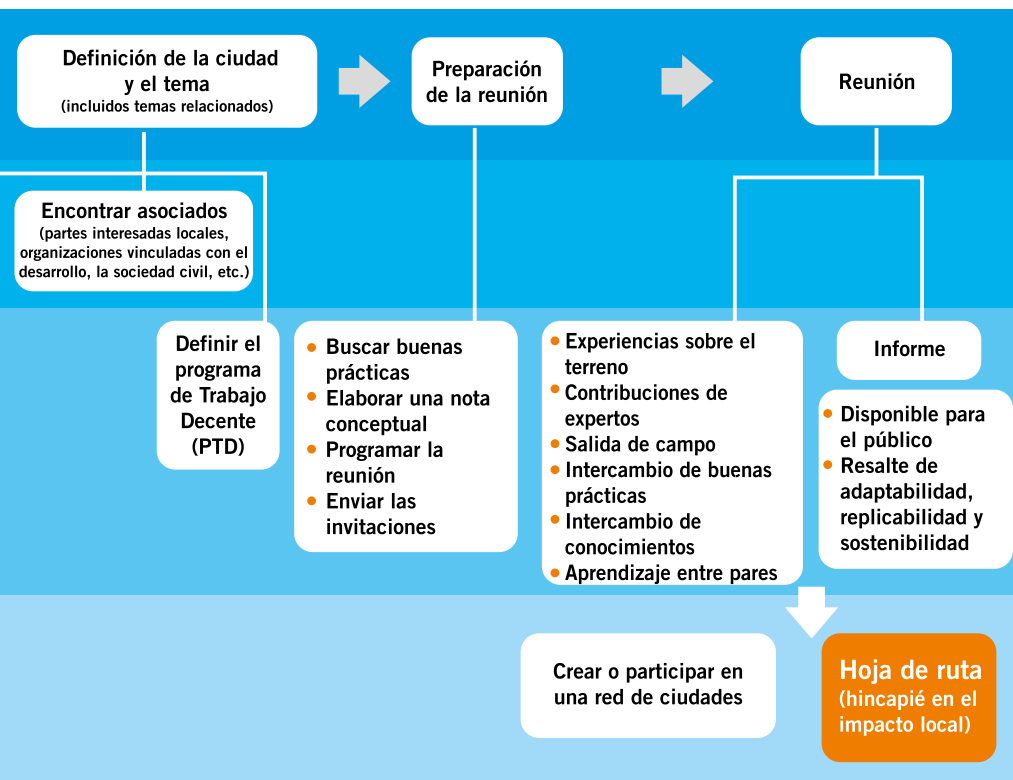 Definición de la ciudad
y el tema
(incluidos temas relacionados)
Preparación
de la reunión
Reunión
Encontrar asociados
(partes interesadas locales,
organizaciones vinculadas con el
desarrollo, la sociedad civil, etc.)
Definir el
programa
de Trabajo
Decente
(PTD)
• Buscar buenas
prácticas
• Elaborar una nota
conceptual
• Programar la
reunión
• Enviar las
invitaciones
• Experiencias sobre el
terreno
• Contribuciones de
expertos
• Salida de campo
• Intercambio de buenas
prácticas
• Intercambio de
conocimientos
• Aprendizaje entre pares
Informe
• Disponible para
el público
• Resalte de
adaptabilidad,
replicabilidad y
sostenibilidad
Crear o participar en
una red de ciudades
Hoja de ruta
(hincapié en el
impacto local)